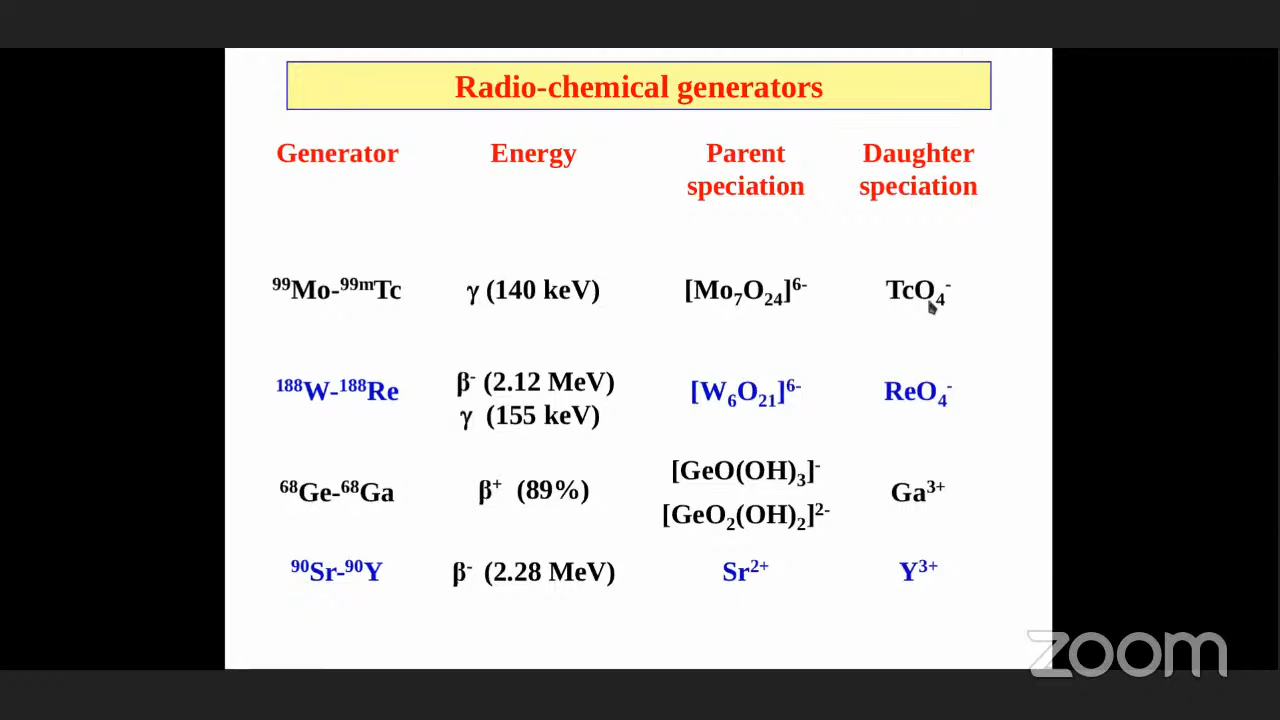 Radio-chemical generators
Generator Energy Parent speciation Daughter speciation
⁹⁹Mo-⁹⁹ᵐTc γ (140 keV) [Mo₇O₂₄]⁶⁻ TcO₄⁻
¹⁸⁸W-¹⁸⁸Re β⁻ (2.12 MeV) γ (155 keV) [W₆O₂₁]⁶⁻ ReO₄⁻
⁶⁸Ge-⁶⁸Ga β⁺ (89%) [GeO(OH)₃]⁻ [GeO₂(OH)₂]²⁻ Ga³⁺
⁹⁰Sr-⁹⁰Y β⁻ (2.28 MeV) Sr²⁺ Y³⁺
zoom